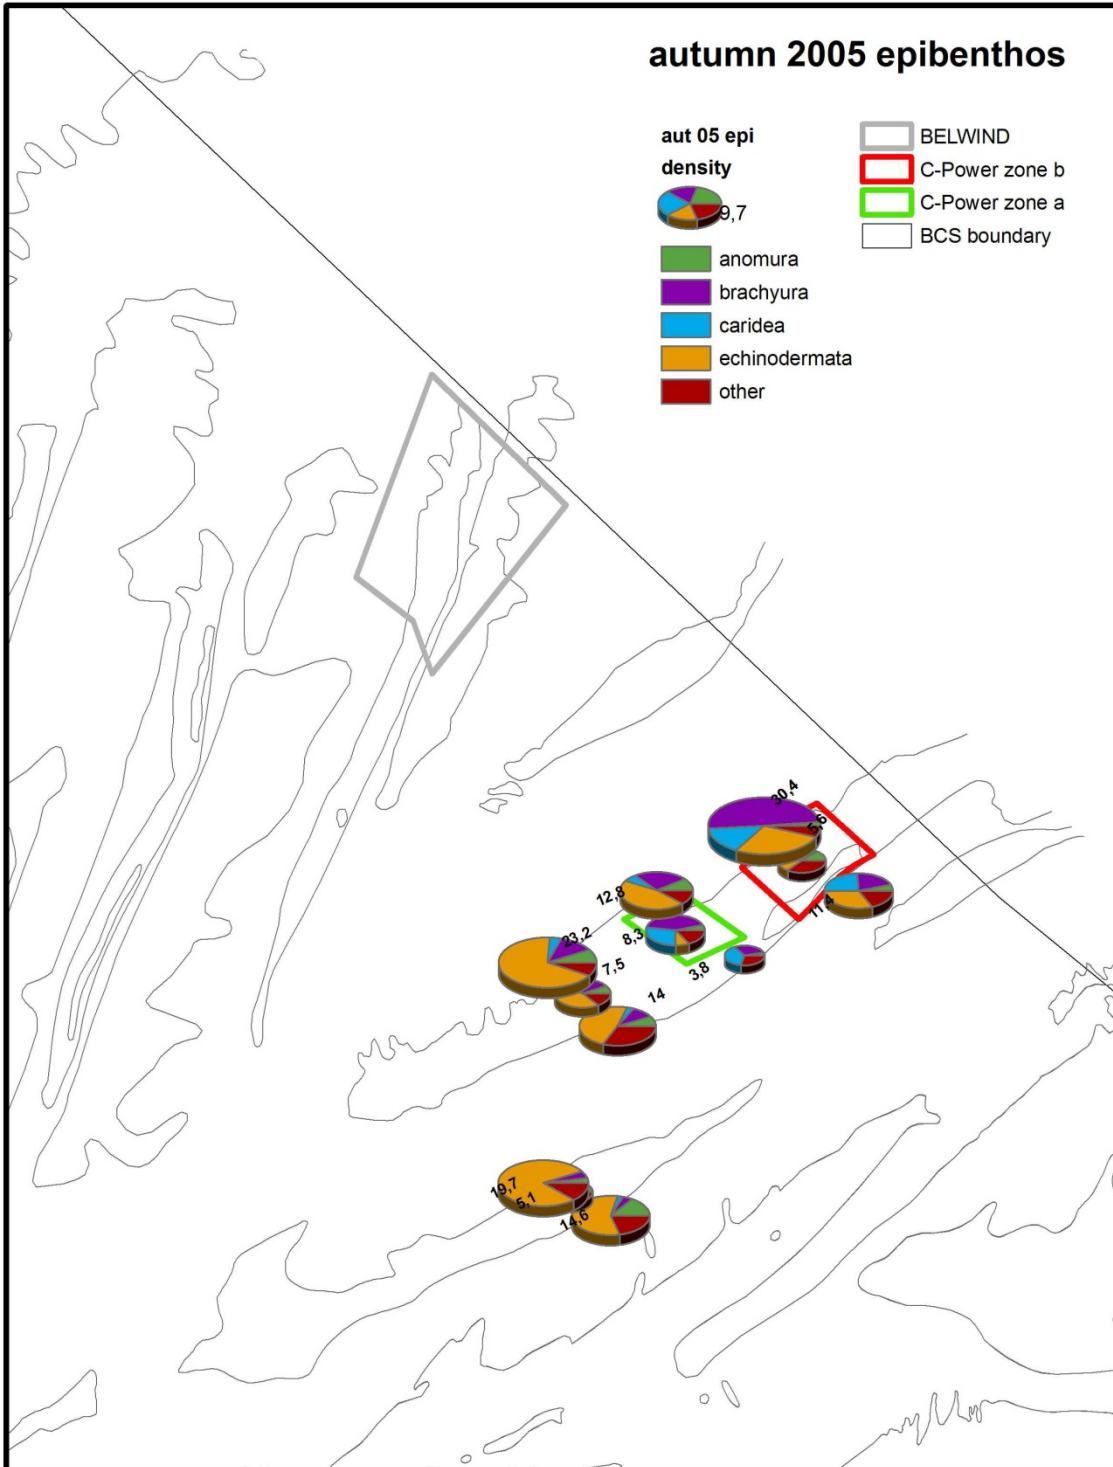 autumn 2005 epibenthos
aut 05 epi
density
9,7
anomura
brachyura
caridea
echinodermata
other
BELWIND
C-Power zone b
C-Power zone a
BCS boundary
30,4
5,6
12,8
11,4
23,2
8,3
7,5
3,8
14
19,7
5,1
14,6